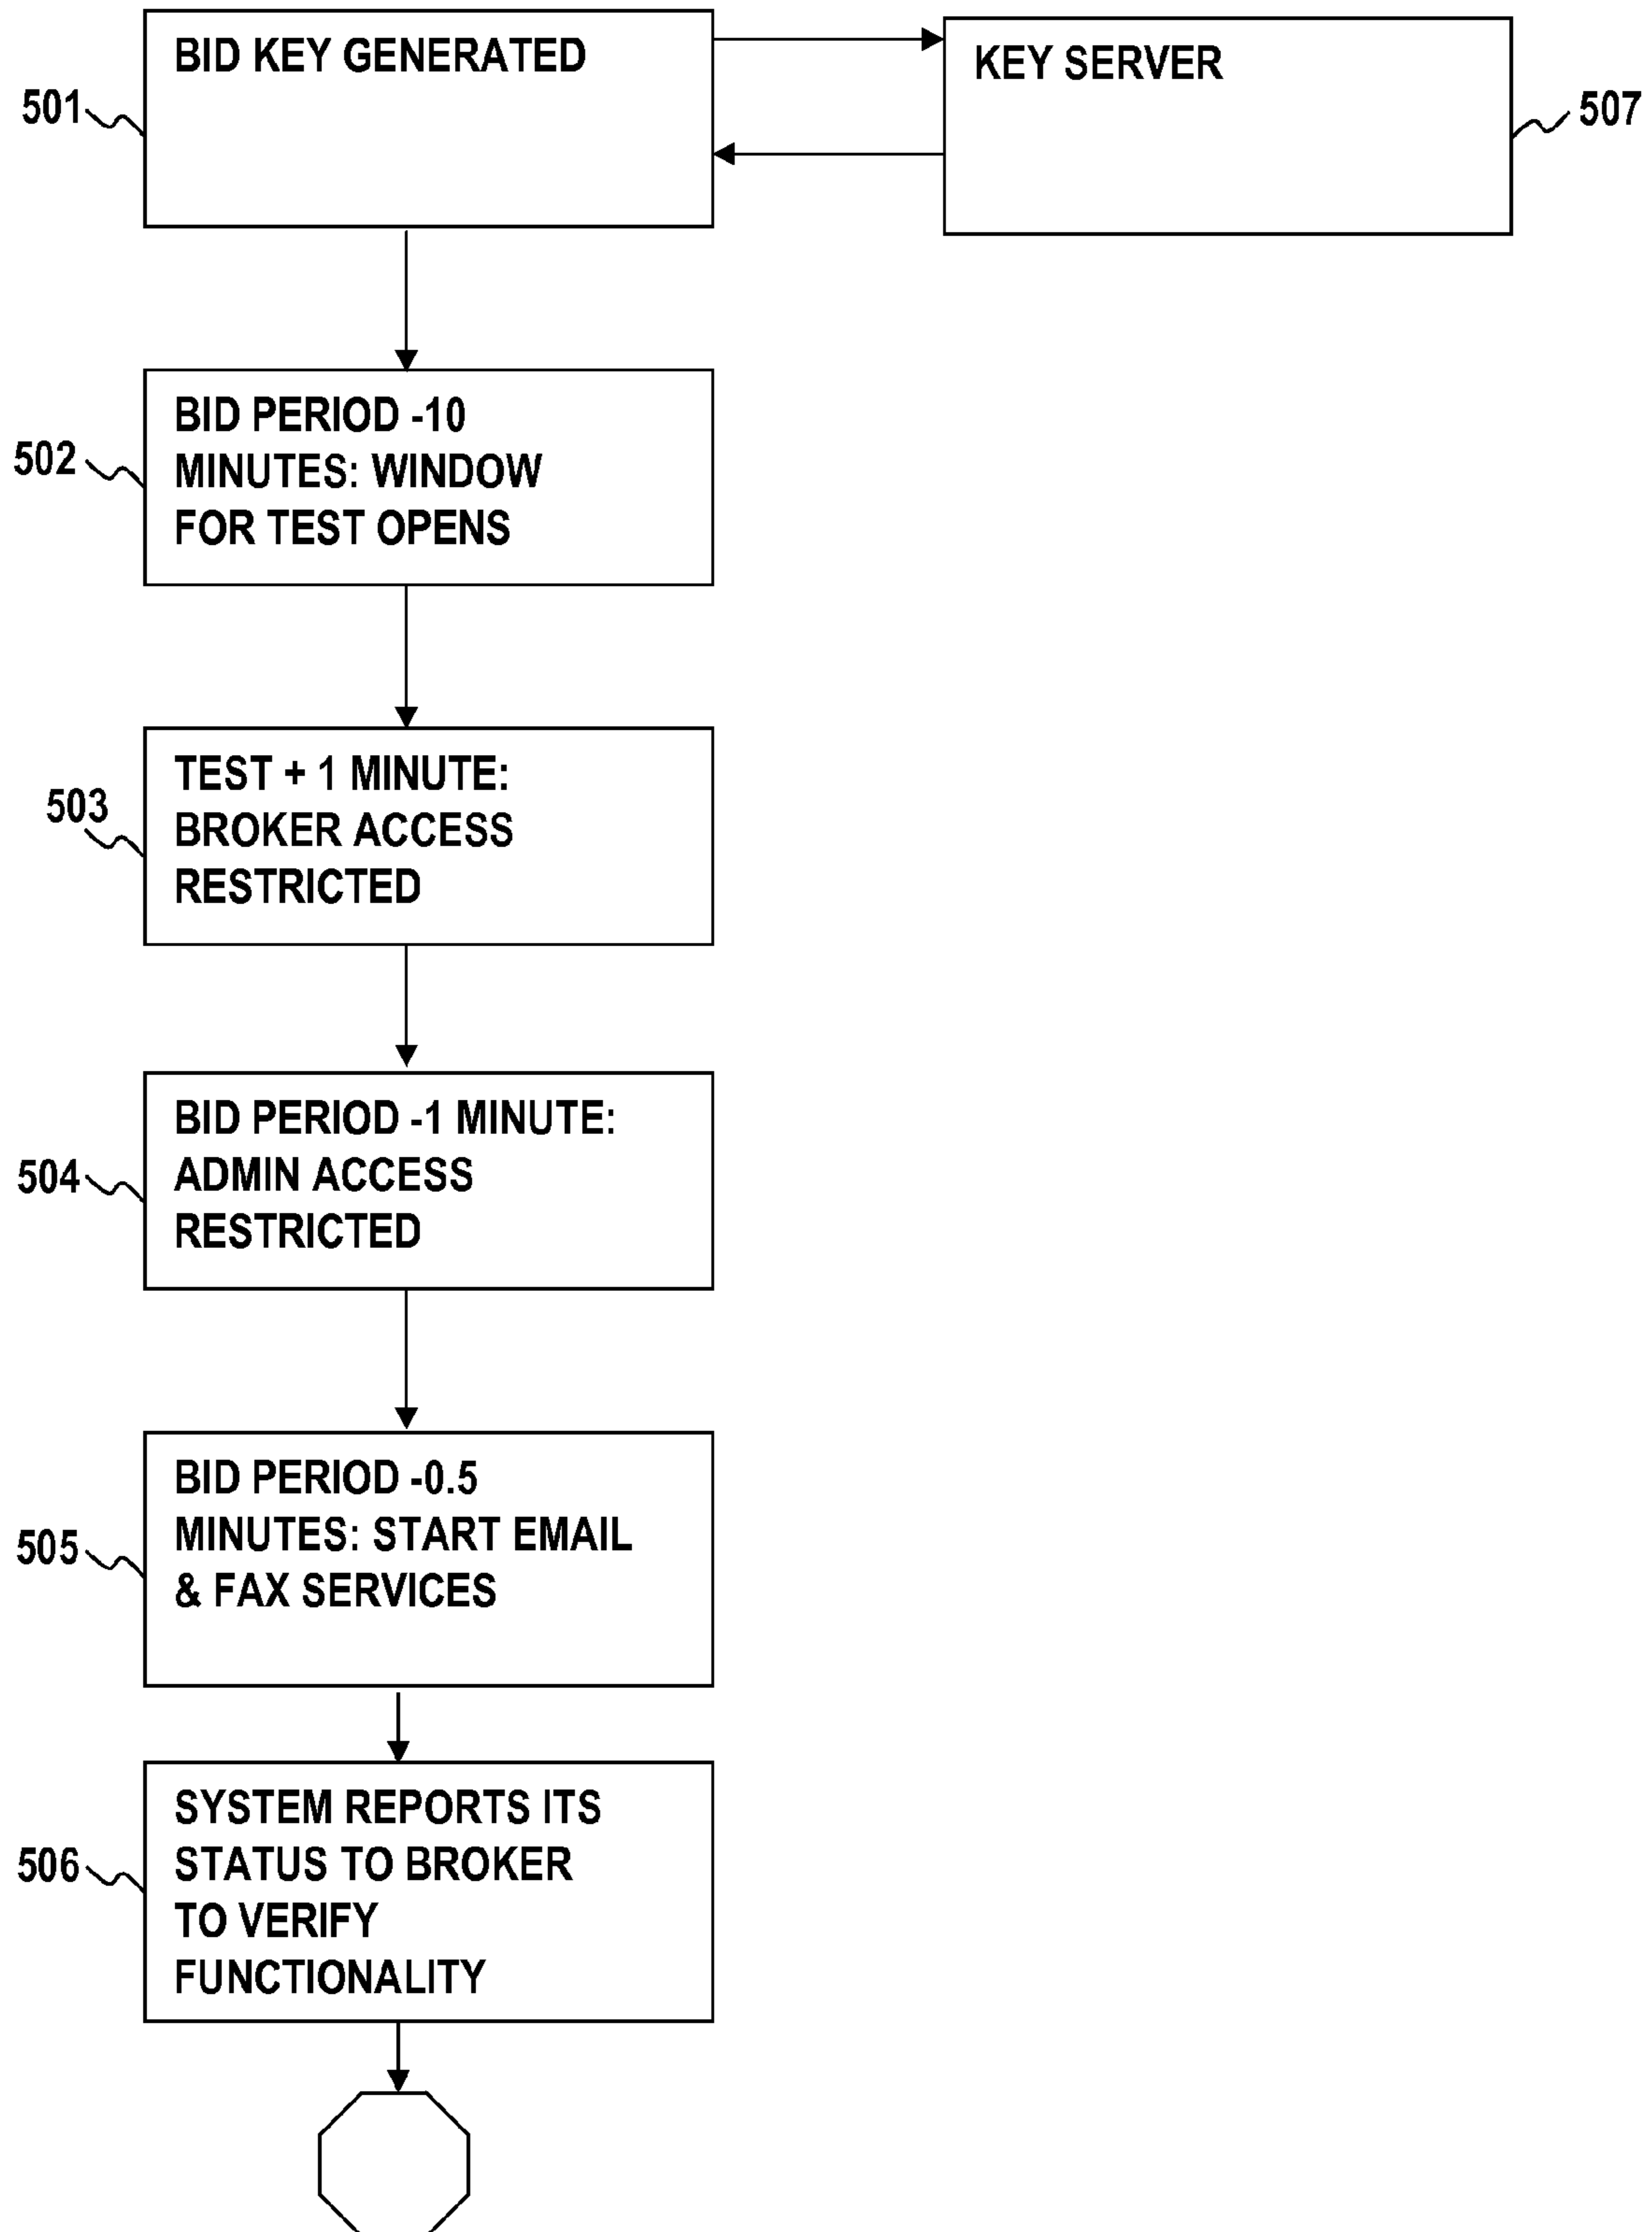 BID KEY GENERATED
KEY SERVER
501
507
BID PERIOD -10
MINUTES: WINDOW
FOR TEST OPENS
502
TEST + 1 MINUTE:
BROKER ACCESS
RESTRICTED
503
BID PERIOD -1 MINUTE:
ADMIN ACCESS
RESTRICTED
504
BID PERIOD -0.5
MINUTES: START EMAIL
& FAX SERVICES
505
SYSTEM REPORTS ITS
STATUS TO BROKER
TO VERIFY
FUNCTIONALITY
506